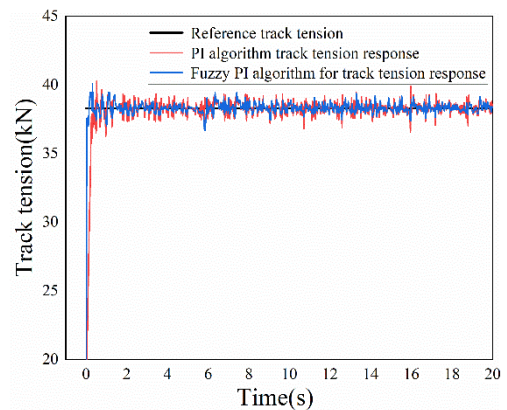 Reference track tension
PI algorithm track tension response
Fuzzy PI algorithm for track tension response
Track tension(kN)
45
40
35
30
25
20
0 2 4 6 8 10 12 14 16 18 20
Time(s)